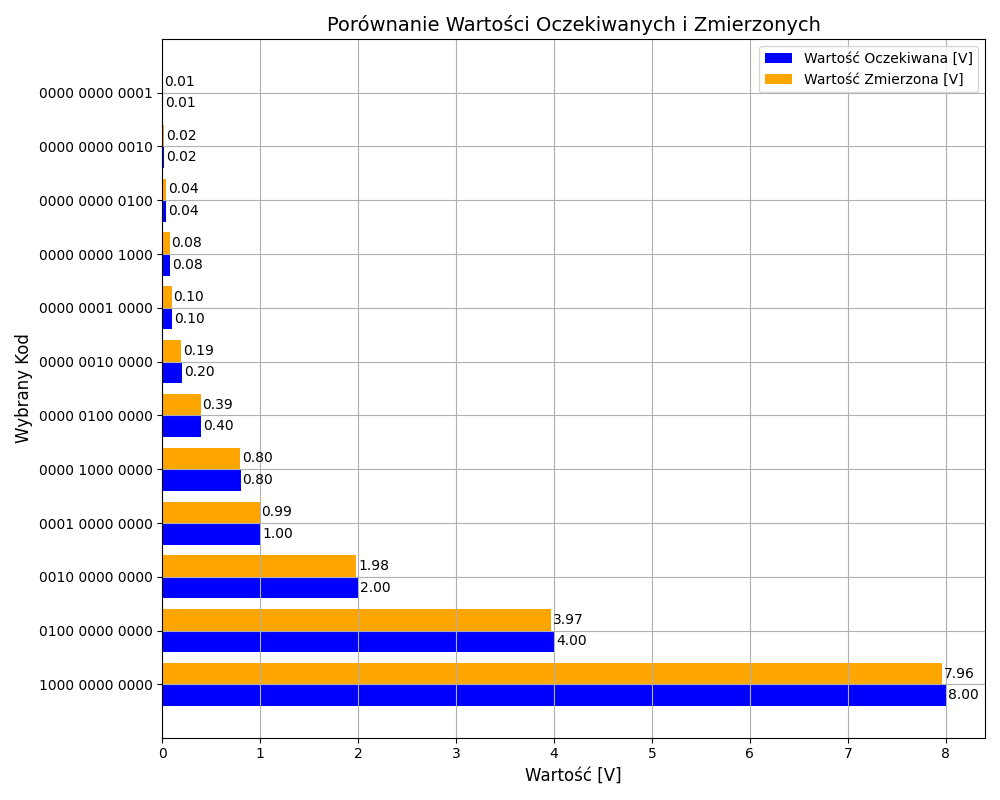 Porównanie Wartości Oczekiwanych i Zmierzonych
Wartość Oczekiwana [V]
Wartość Zmierzona [V]
Wybrany Kod
0000 0000 0001
0.01
0.01
0000 0000 0010
0.02
0.02
0000 0000 0100
0.04
0.04
0000 0000 1000
0.08
0.08
0000 0001 0000
0.10
0.10
0000 0010 0000
0.19
0.20
0000 0100 0000
0.39
0.40
0000 1000 0000
0.80
0.80
0001 0000 0000
0.99
1.00
0010 0000 0000
1.98
2.00
0100 0000 0000
3.97
4.00
1000 0000 0000
7.96
8.00
0 1 2 3 4 5 6 7 8
Wartość [V]